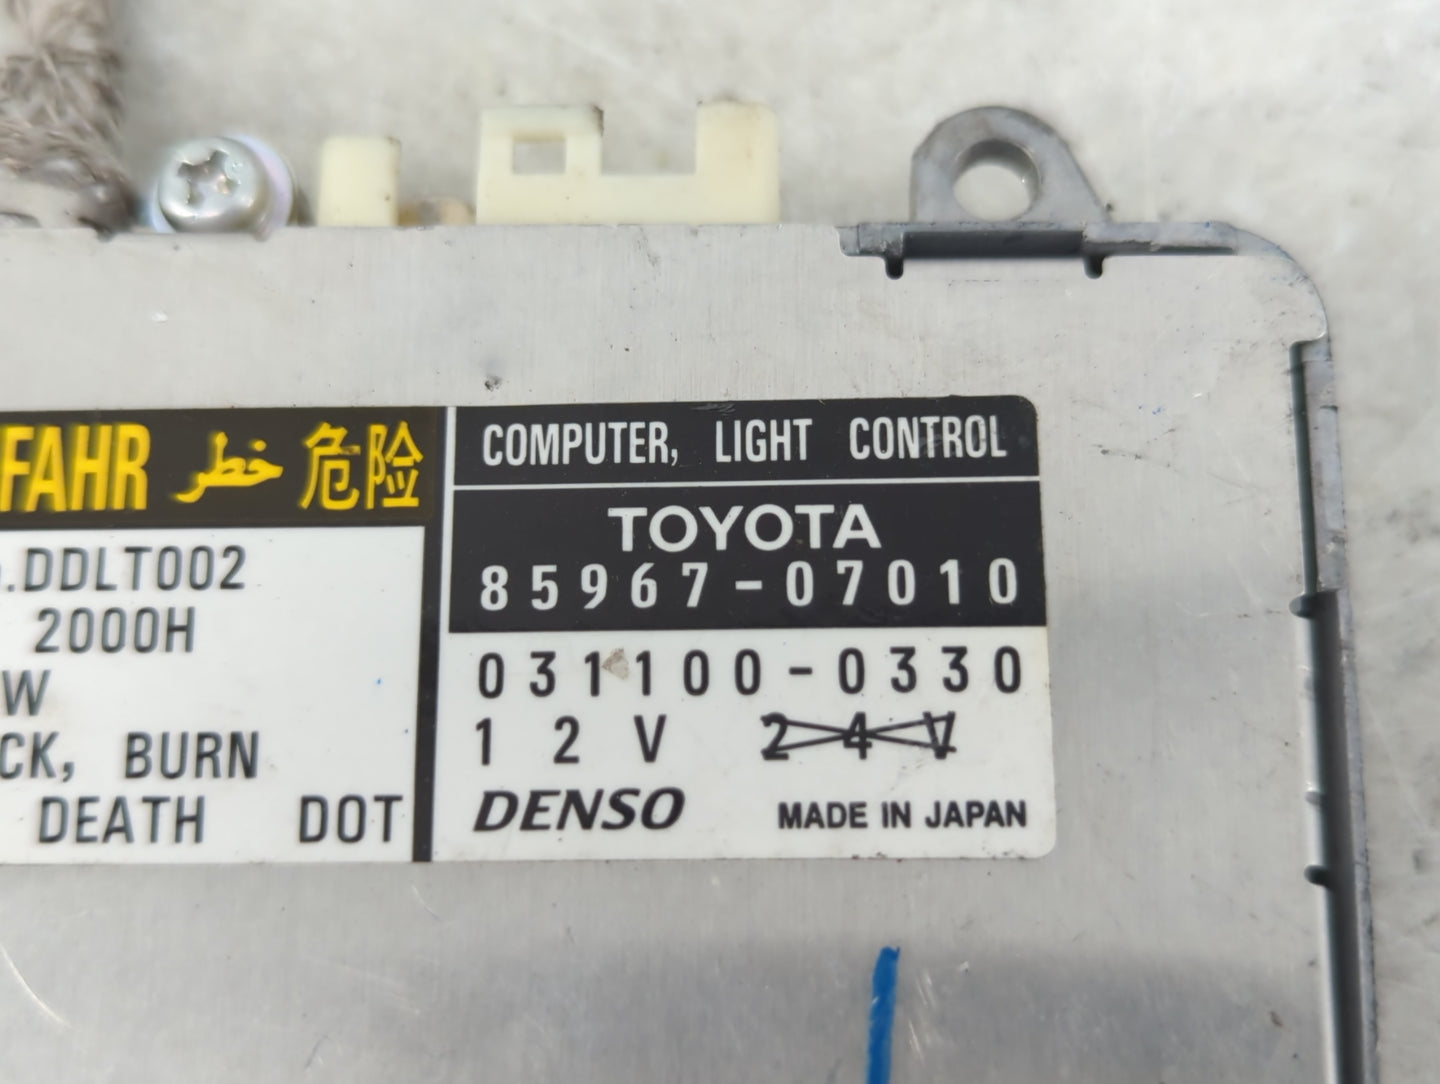 FAHR خطر 危险
.DDLT002
2000H
W
CK, BURN
DEATH DOT
COMPUTER, LIGHT CONTROL
TOYOTA
85967-07010
031100-0330
12V 24V
DENSO MADE IN JAPAN